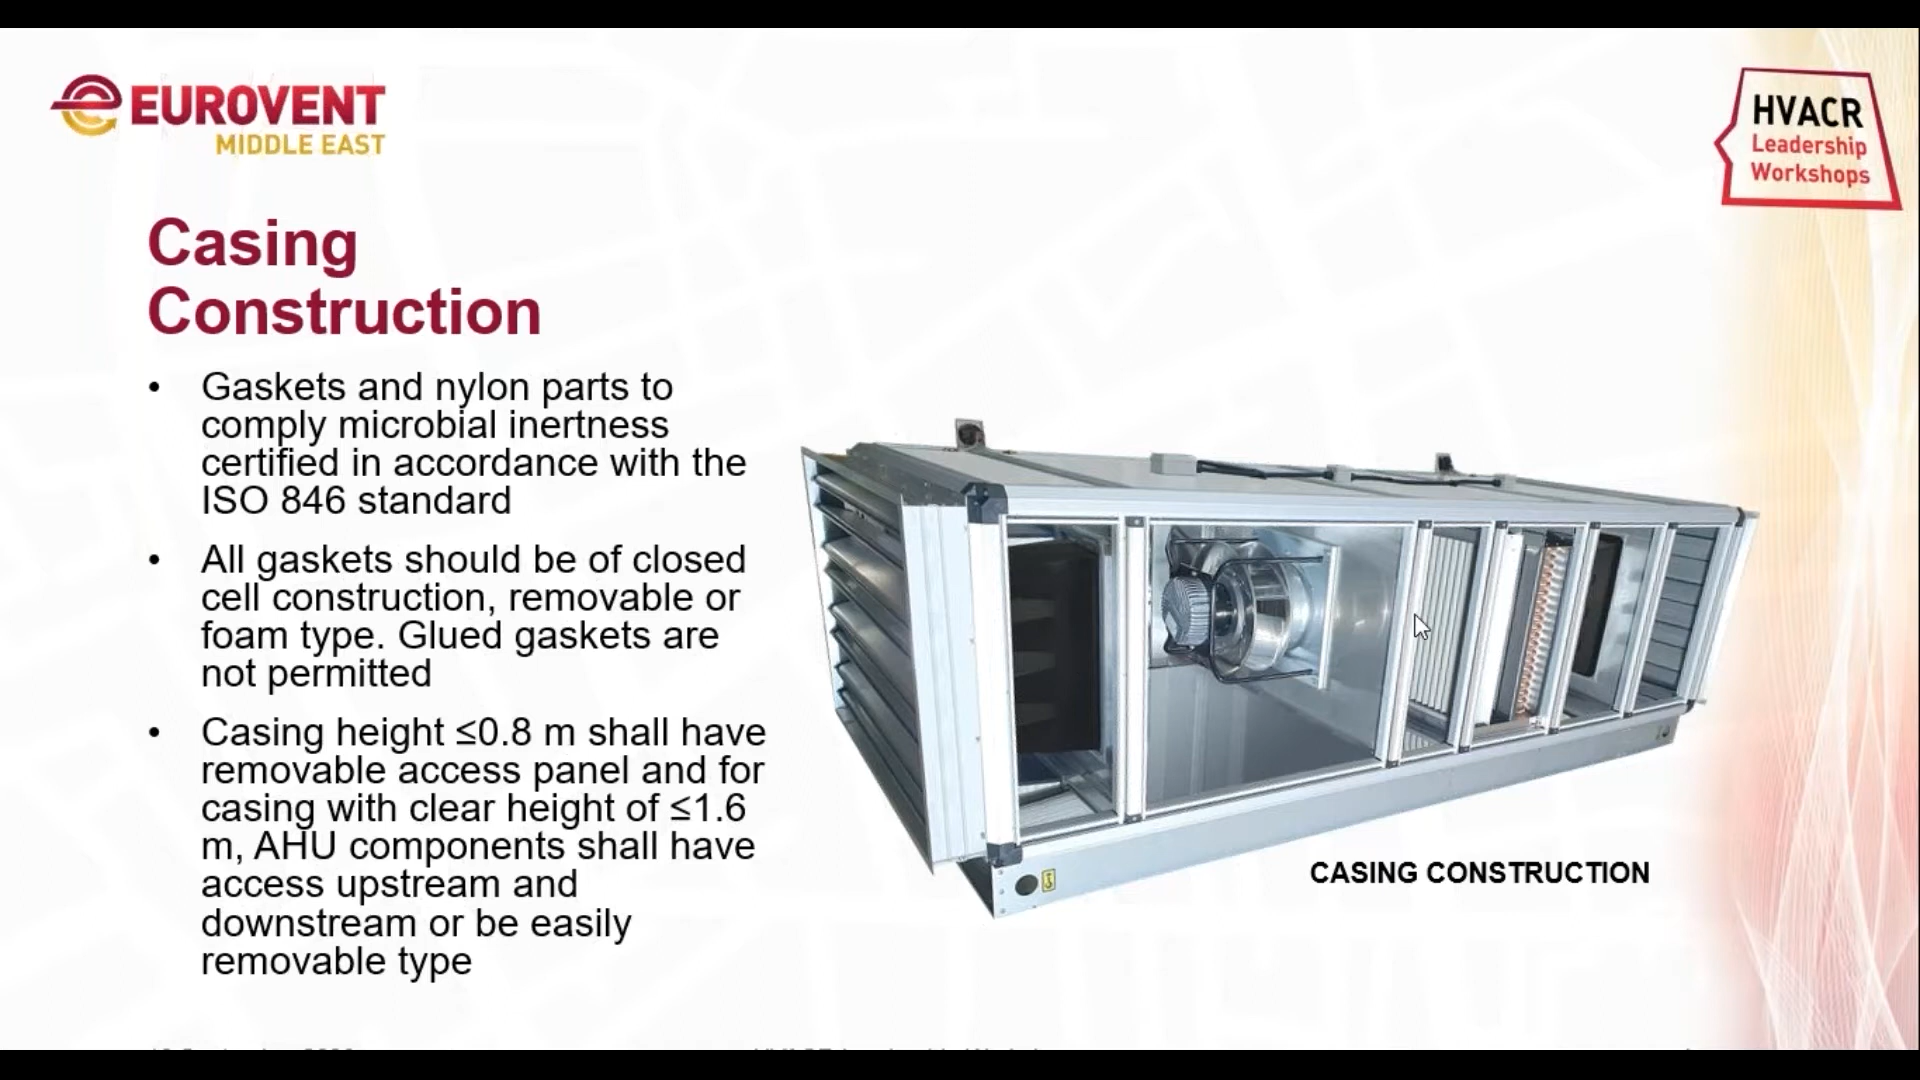 EUROVENT
MIDDLE EAST
HVACR
Leadership
Workshops
Casing
Construction
• Gaskets and nylon parts to
comply microbial inertness
certified in accordance with the
ISO 846 standard
• All gaskets should be of closed
cell construction, removable or
foam type. Glued gaskets are
not permitted
• Casing height ≤0.8 m shall have
removable access panel and for
casing with clear height of ≤1.6
m, AHU components shall have
access upstream and
downstream or be easily
removable type
CASING CONSTRUCTION